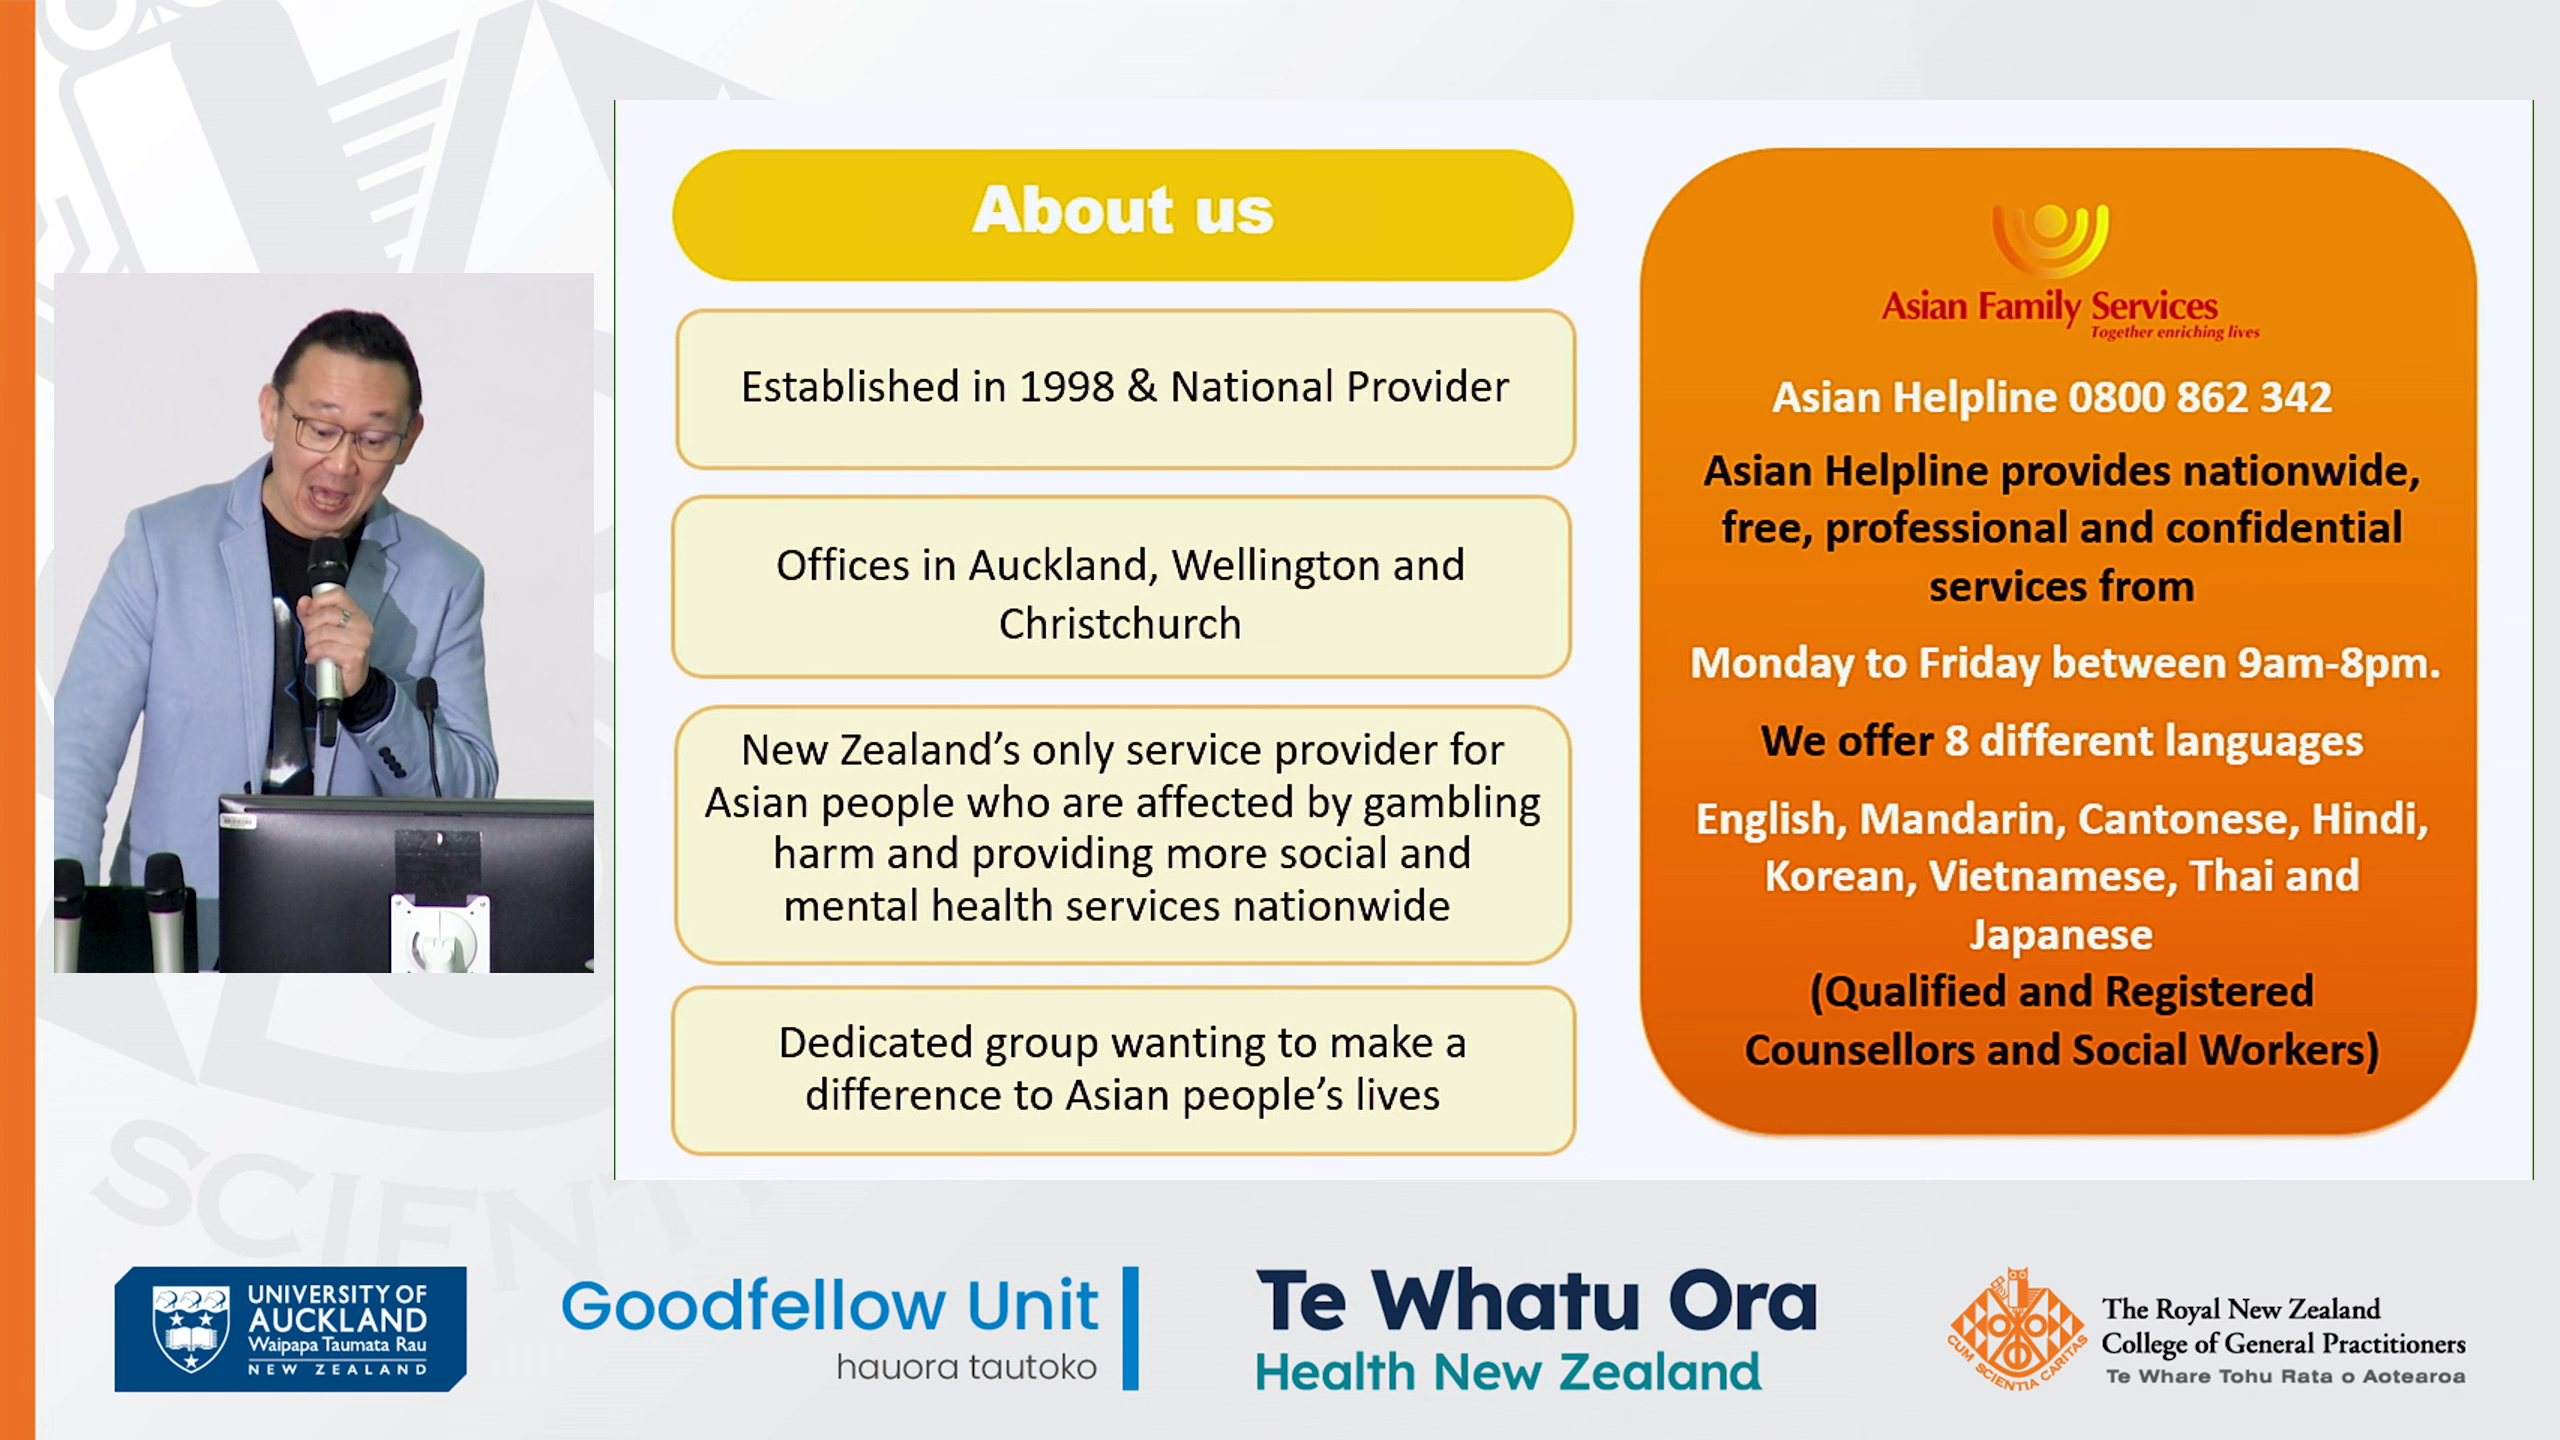 About us
Established in 1998 & National Provider
Offices in Auckland, Wellington and
Christchurch
New Zealand’s only service provider for
Asian people who are affected by gambling
harm and providing more social and
mental health services nationwide
Dedicated group wanting to make a
difference to Asian people’s lives
Asian Family Services
Together enriching lives
Asian Helpline 0800 862 342
Asian Helpline provides nationwide,
free, professional and confidential
services from
Monday to Friday between 9am-8pm.
We offer 8 different languages
English, Mandarin, Cantonese, Hindi,
Korean, Vietnamese, Thai and
Japanese
(Qualified and Registered
Counsellors and Social Workers)
SCIENTI
UNIVERSITY OF
AUCKLAND
Waipapa Taumata Rau
NEW ZEALAND
Goodfellow Unit
hauora tautoko
Te Whatu Ora
Health New Zealand
CUM SCIENTIA CARITAS
The Royal New Zealand
College of General Practitioners
Te Whare Tohu Rata o Aotearoa